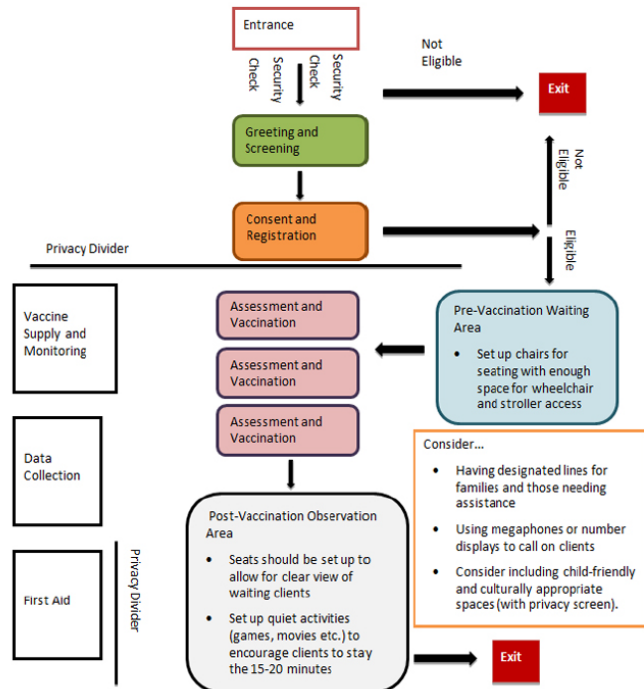 Entrance
Security
Check
Security
Check
Not
Eligible
Exit
Greeting and
Screening
Not
Eligible
Consent and
Registration
Eligible
Privacy Divider
Vaccine
Supply and
Monitoring
Assessment and
Vaccination
Pre-Vaccination Waiting
Area
• Set up chairs for
seating with enough
space for wheelchair
and stroller access
Assessment and
Vaccination
Assessment and
Vaccination
Data
Collection
Consider...
• Having designated lines for
families and those needing
assistance
• Using megaphones or number
displays to call on clients
• Consider including child-friendly
and culturally appropriate
spaces (with privacy screen).
Post-Vaccination Observation
Area
• Seats should be set up to
allow for clear view of
waiting clients
• Set up quiet activities
(games, movies etc.) to
encourage clients to stay
the 15-20 minutes
First Aid
Privacy Divider
Exit